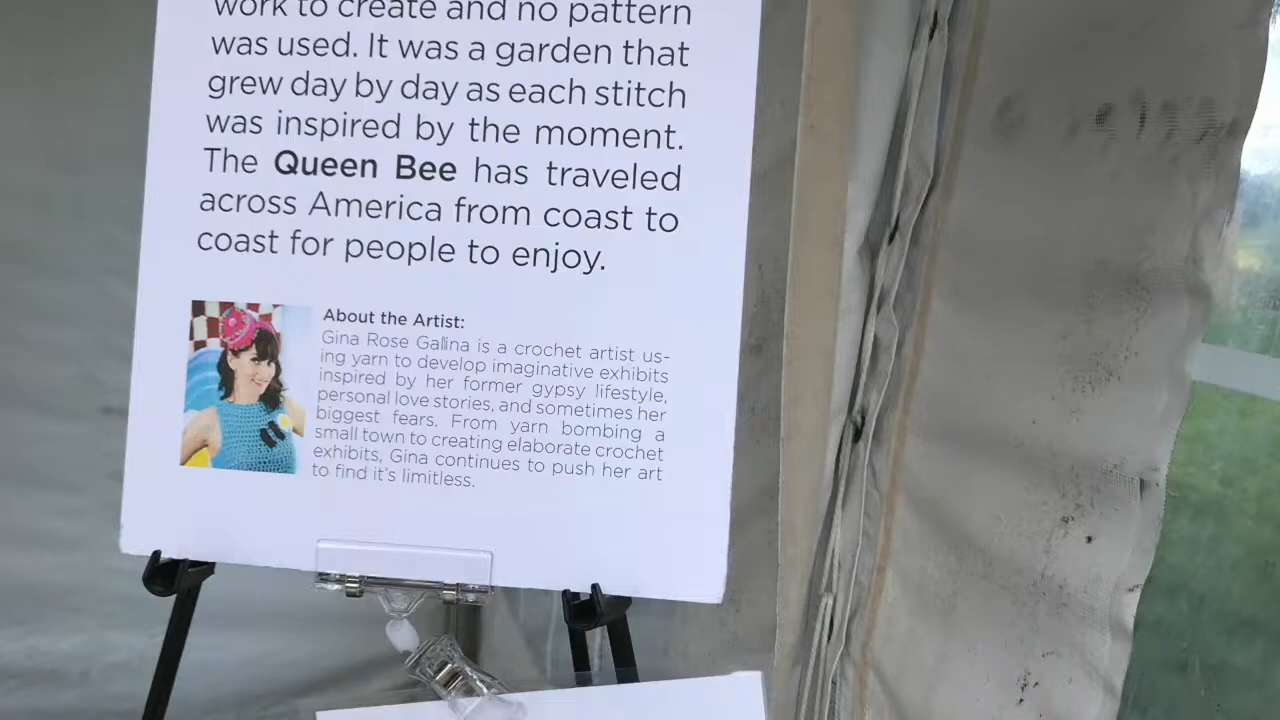 work to create and no pattern
was used. It was a garden that
grew day by day as each stitch
was inspired by the moment.
The Queen Bee has traveled
across America from coast to
coast for people to enjoy.
About the Artist:
Gina Rose Gallina is a crochet artist us-
ing yarn to develop imaginative exhibits
inspired by her former gypsy lifestyle,
personal love stories, and sometimes her
biggest fears. From yarn bombing a
small town to creating elaborate crochet
exhibits, Gina continues to push her art
to find it's limitless.